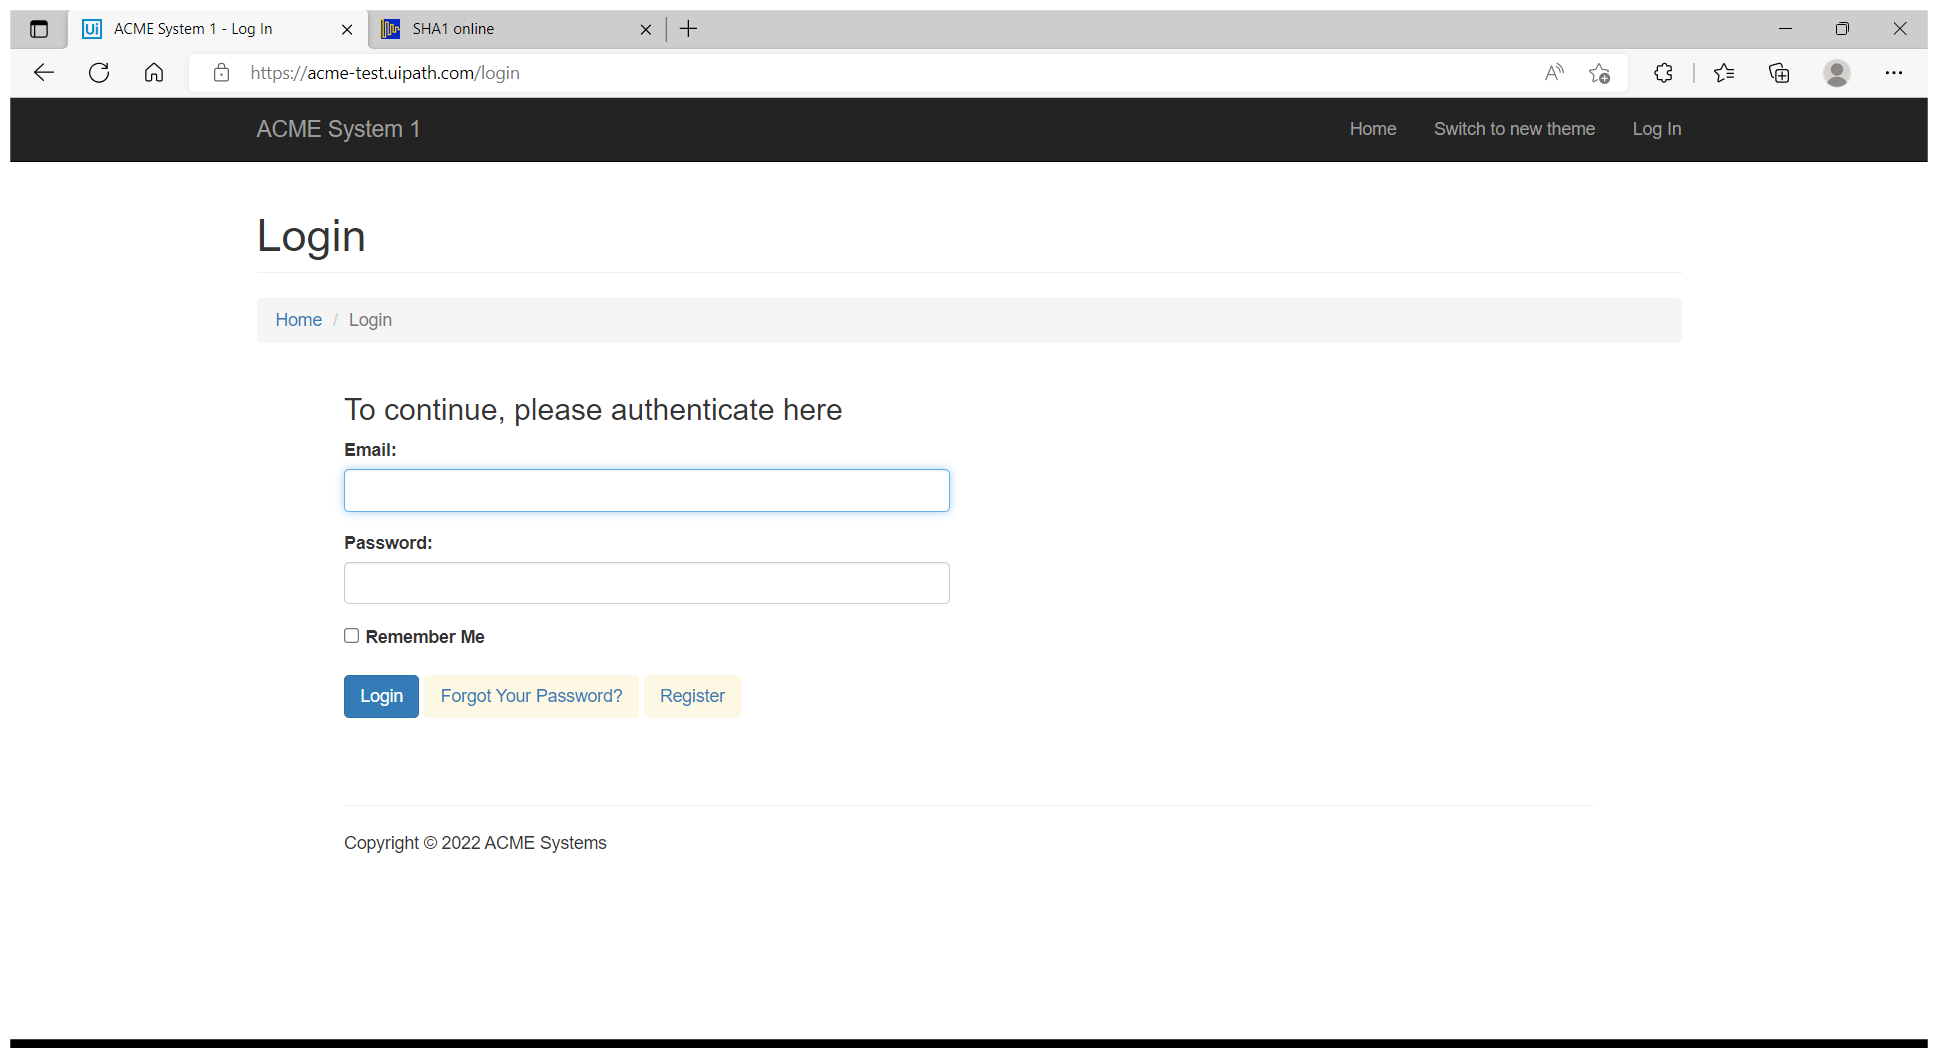 Ui ACME System 1 - Log In SHA1 online
https://acme-test.uipath.com/login
ACME System 1 Home Switch to new theme Log In
Login
Home / Login
To continue, please authenticate here
Email:
Password:
Remember Me
Login Forgot Your Password? Register
Copyright © 2022 ACME Systems